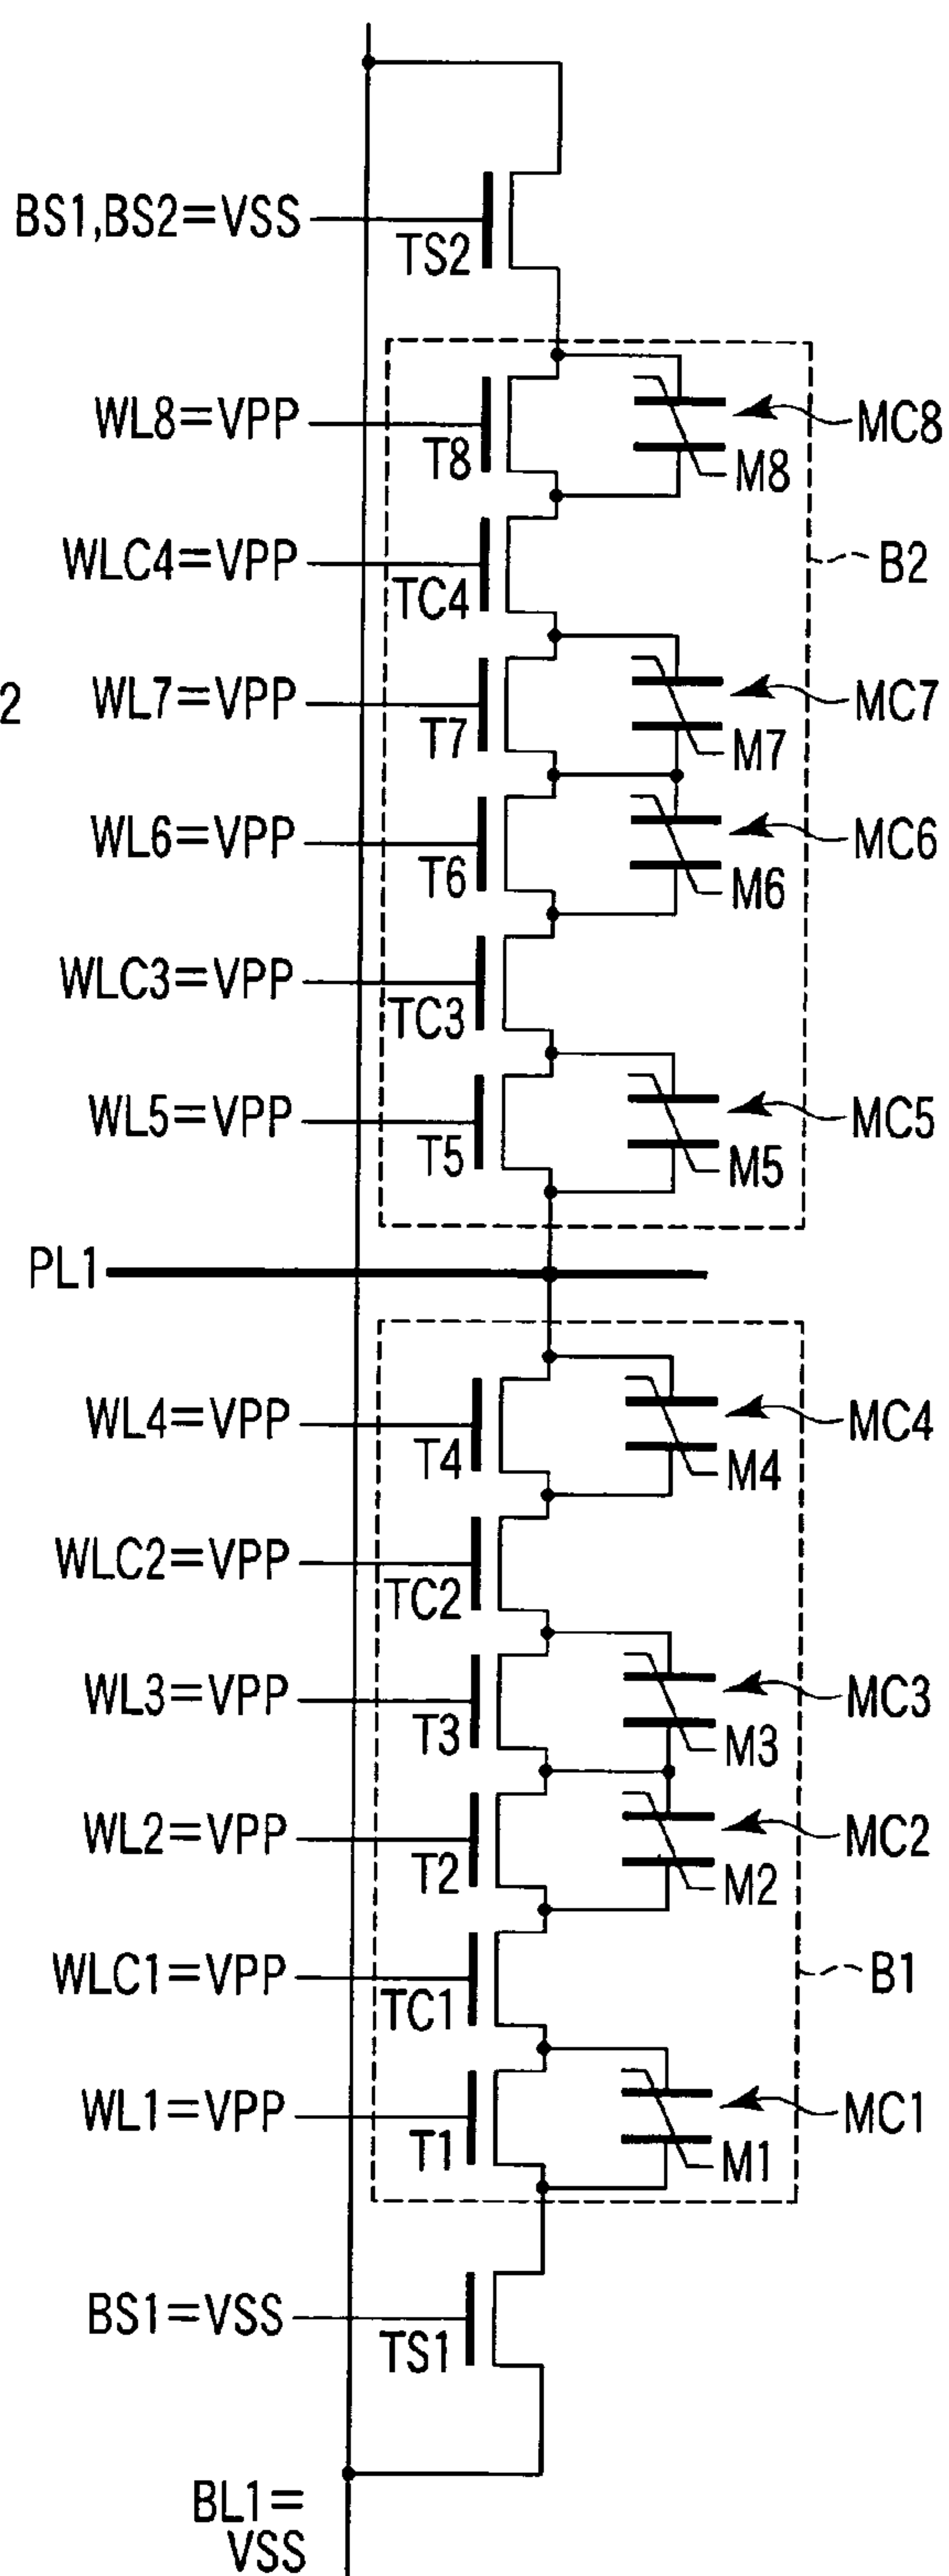 BS1,BS2=VSS
TS2
WL8=VPP
T8
M8
MC8
WLC4=VPP
TC4
B2
2
WL7=VPP
T7
M7
MC7
WL6=VPP
T6
M6
MC6
WLC3=VPP
TC3
WL5=VPP
T5
M5
MC5
PL1
WL4=VPP
T4
M4
MC4
WLC2=VPP
TC2
WL3=VPP
T3
M3
MC3
WL2=VPP
T2
M2
MC2
WLC1=VPP
TC1
B1
WL1=VPP
T1
M1
MC1
BS1=VSS
TS1
BL1=
VSS